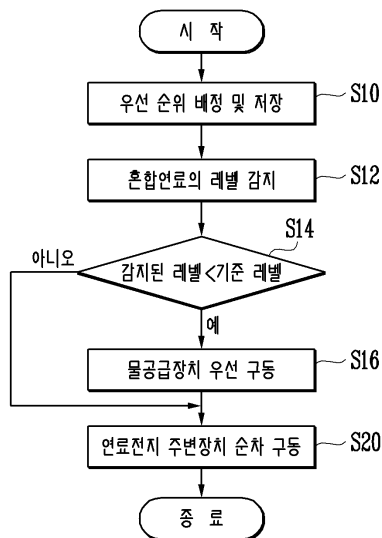 시 작
우선 순위 배정 및 저장
S10
혼합연료의 레벨 감지
S12
S14
아니오
감지된 레벨<기준 레벨
예
물공급장치 우선 구동
S16
연료전지 주변장치 순차 구동
S20
종 료